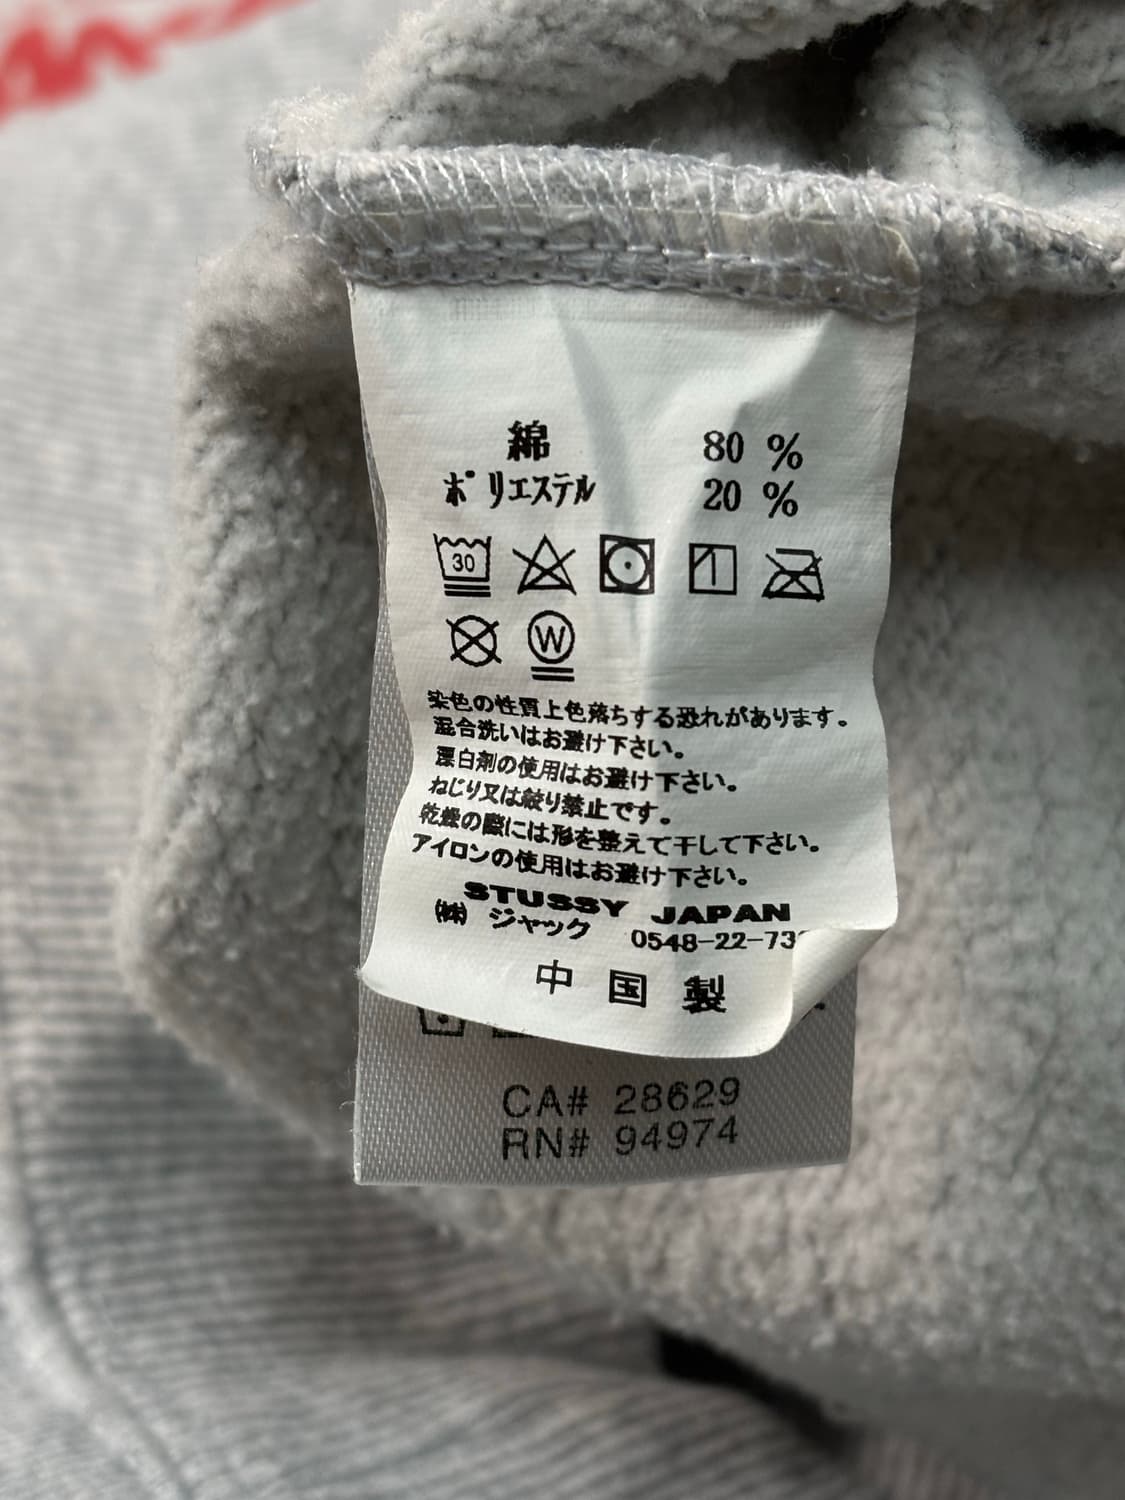 綿 80 %
ポリエステル 20 %
30
W
染色の性質上色落ちする恐れがあります。
混合洗いはお避け下さい。
漂白剤の使用はお避け下さい。
ねじり又は絞り禁止です。
乾燥の際には形を整えて干して下さい。
アイロンの使用はお避け下さい。
STUSSY JAPAN
㈱ ジャック 0548-22-73
中国製
CA# 28629
RN# 94974